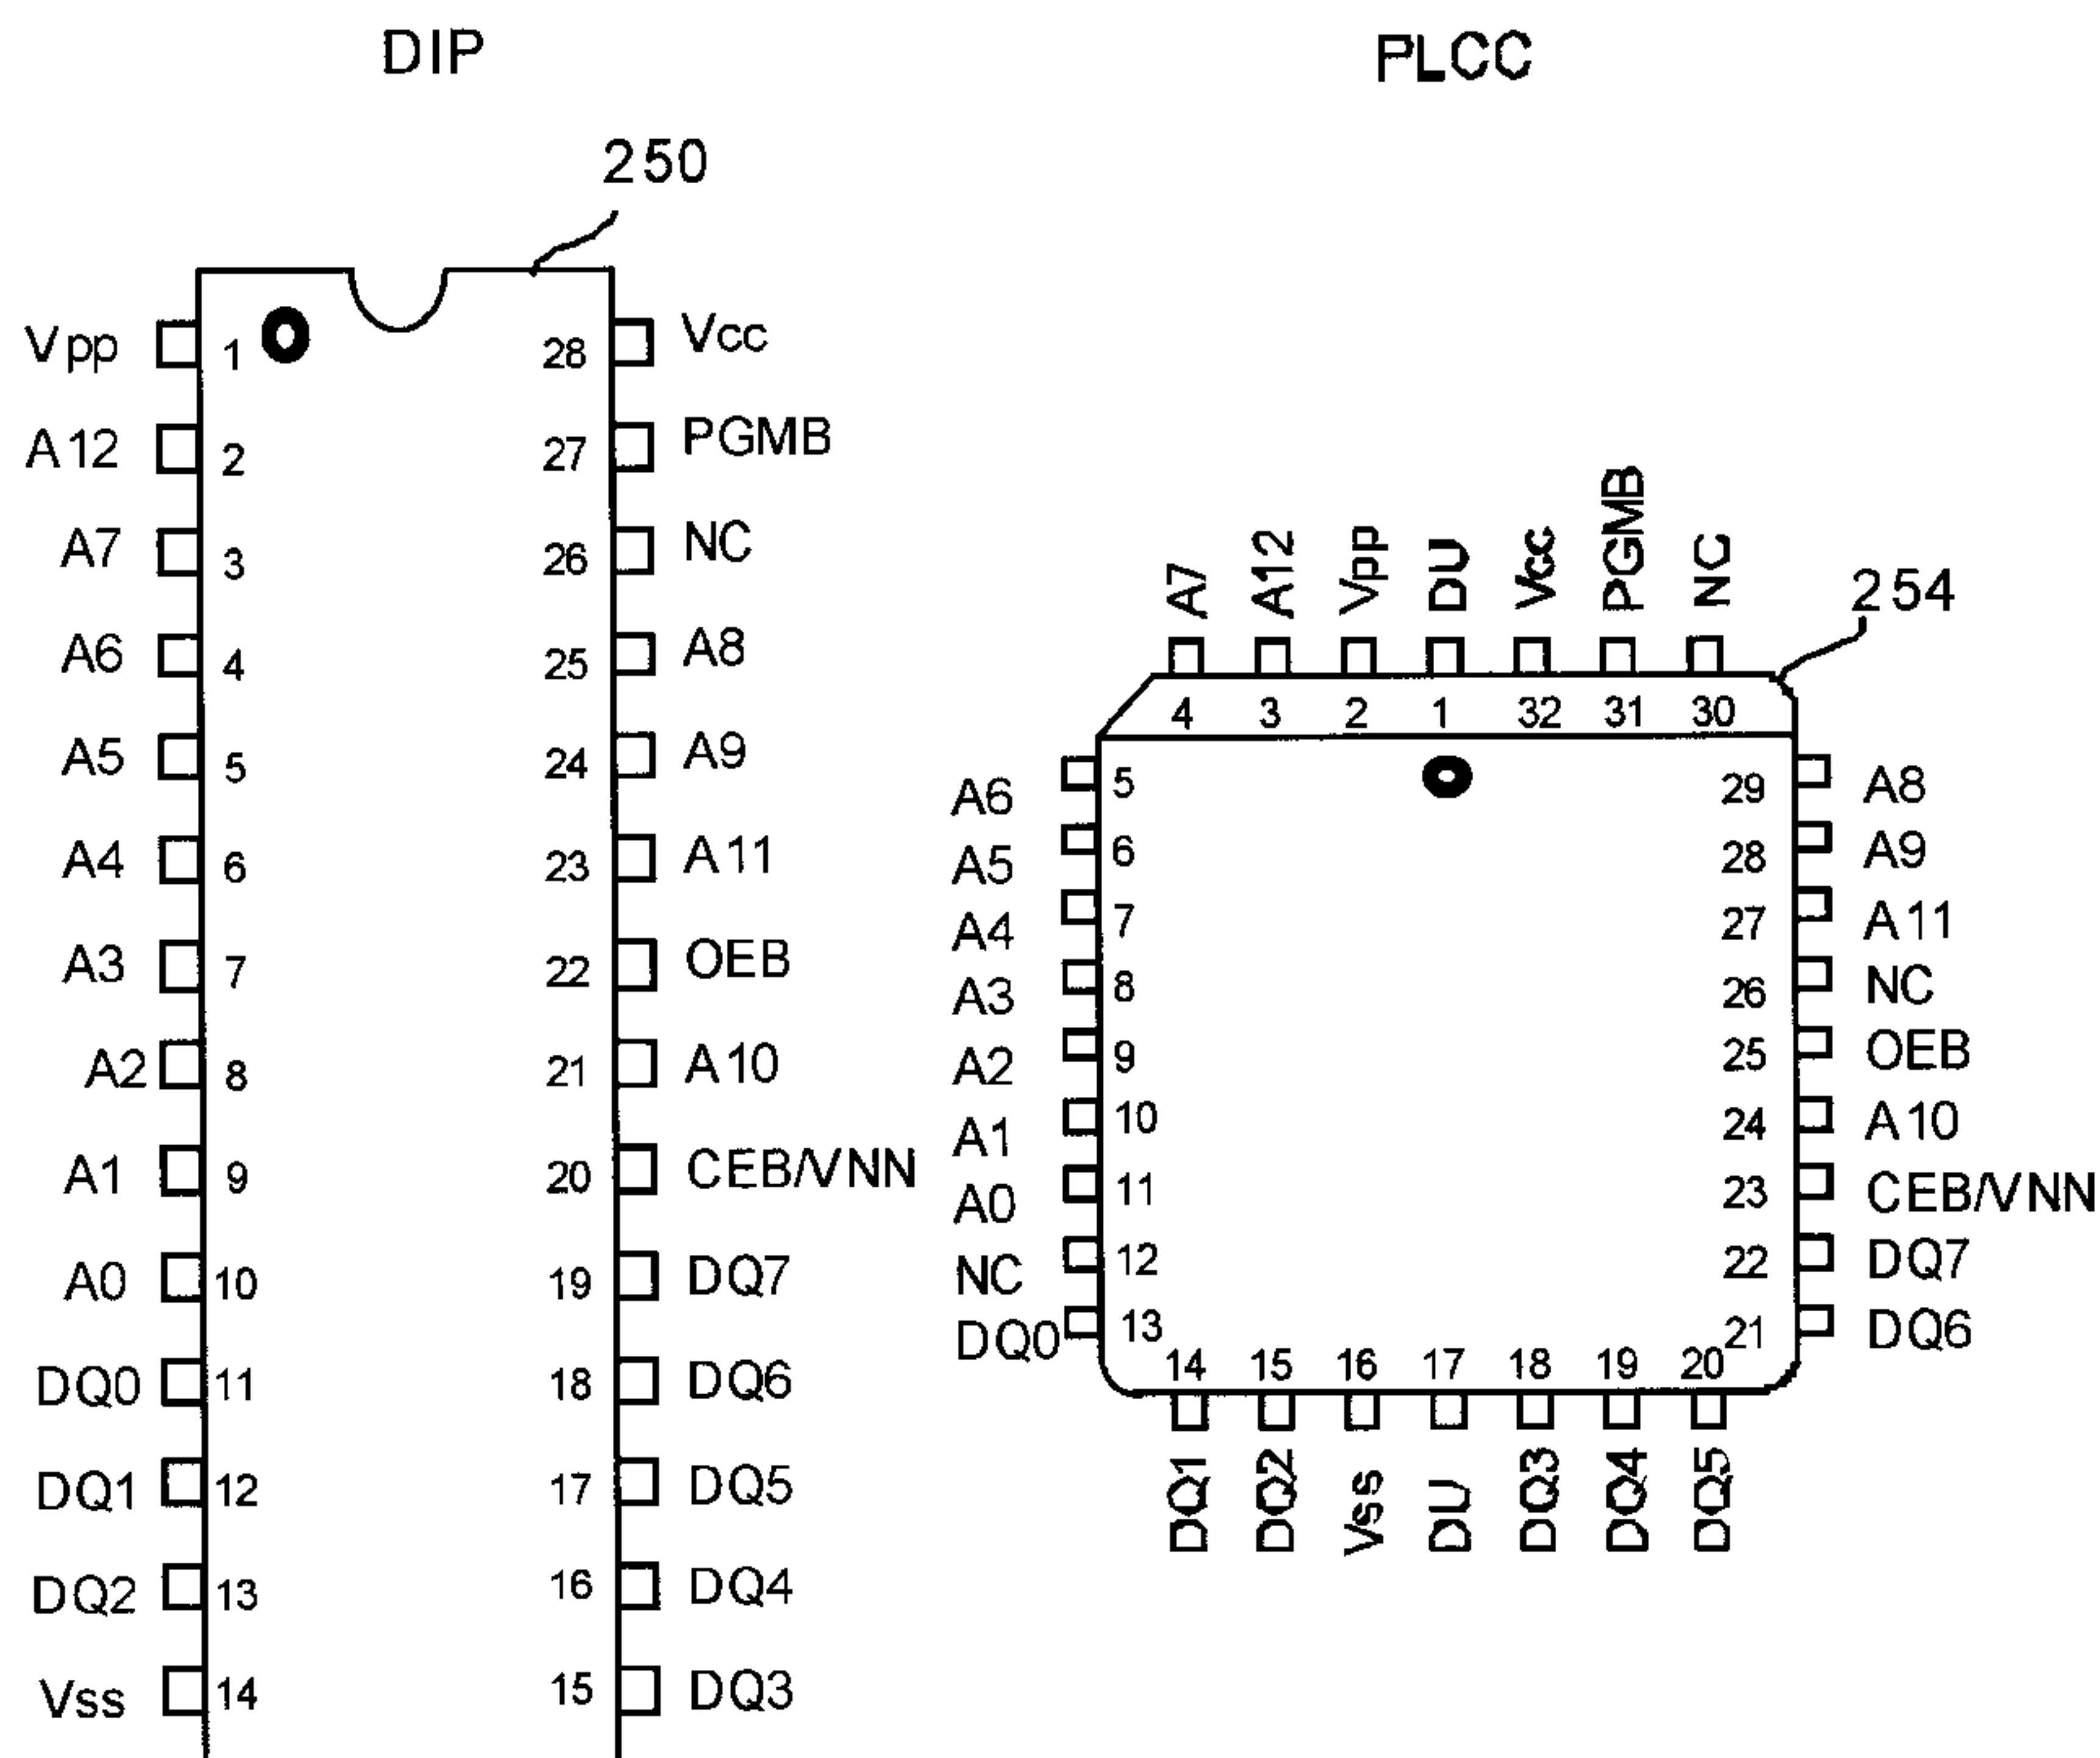 DIP
PLCC
250
Vpp 1 28 Vcc
A12 2 27 PGMB
A7 3 26 NC
A6 4 25 A8
A5 5 24 A9
A4 6 23 A11
A3 7 22 OEB
A2 8 21 A10
A1 9 20 CEB/VNN
A0 10 19 DQ7
DQ0 11 18 DQ6
DQ1 12 17 DQ5
DQ2 13 16 DQ4
Vss 14 15 DQ3
254
A7 A12 Vpp DU Vcc PGMB NC
4 3 2 1 32 31 30
A6 5 29 A8
A5 6 28 A9
A4 7 27 A11
A3 8 26 NC
A2 9 25 OEB
A1 10 24 A10
A0 11 23 CEB/VNN
NC 12 22 DQ7
DQ0 13 21 DQ6
14 15 16 17 18 19 20
DQ1 DQ2 Vss DU DQ3 DQ4 DQ5